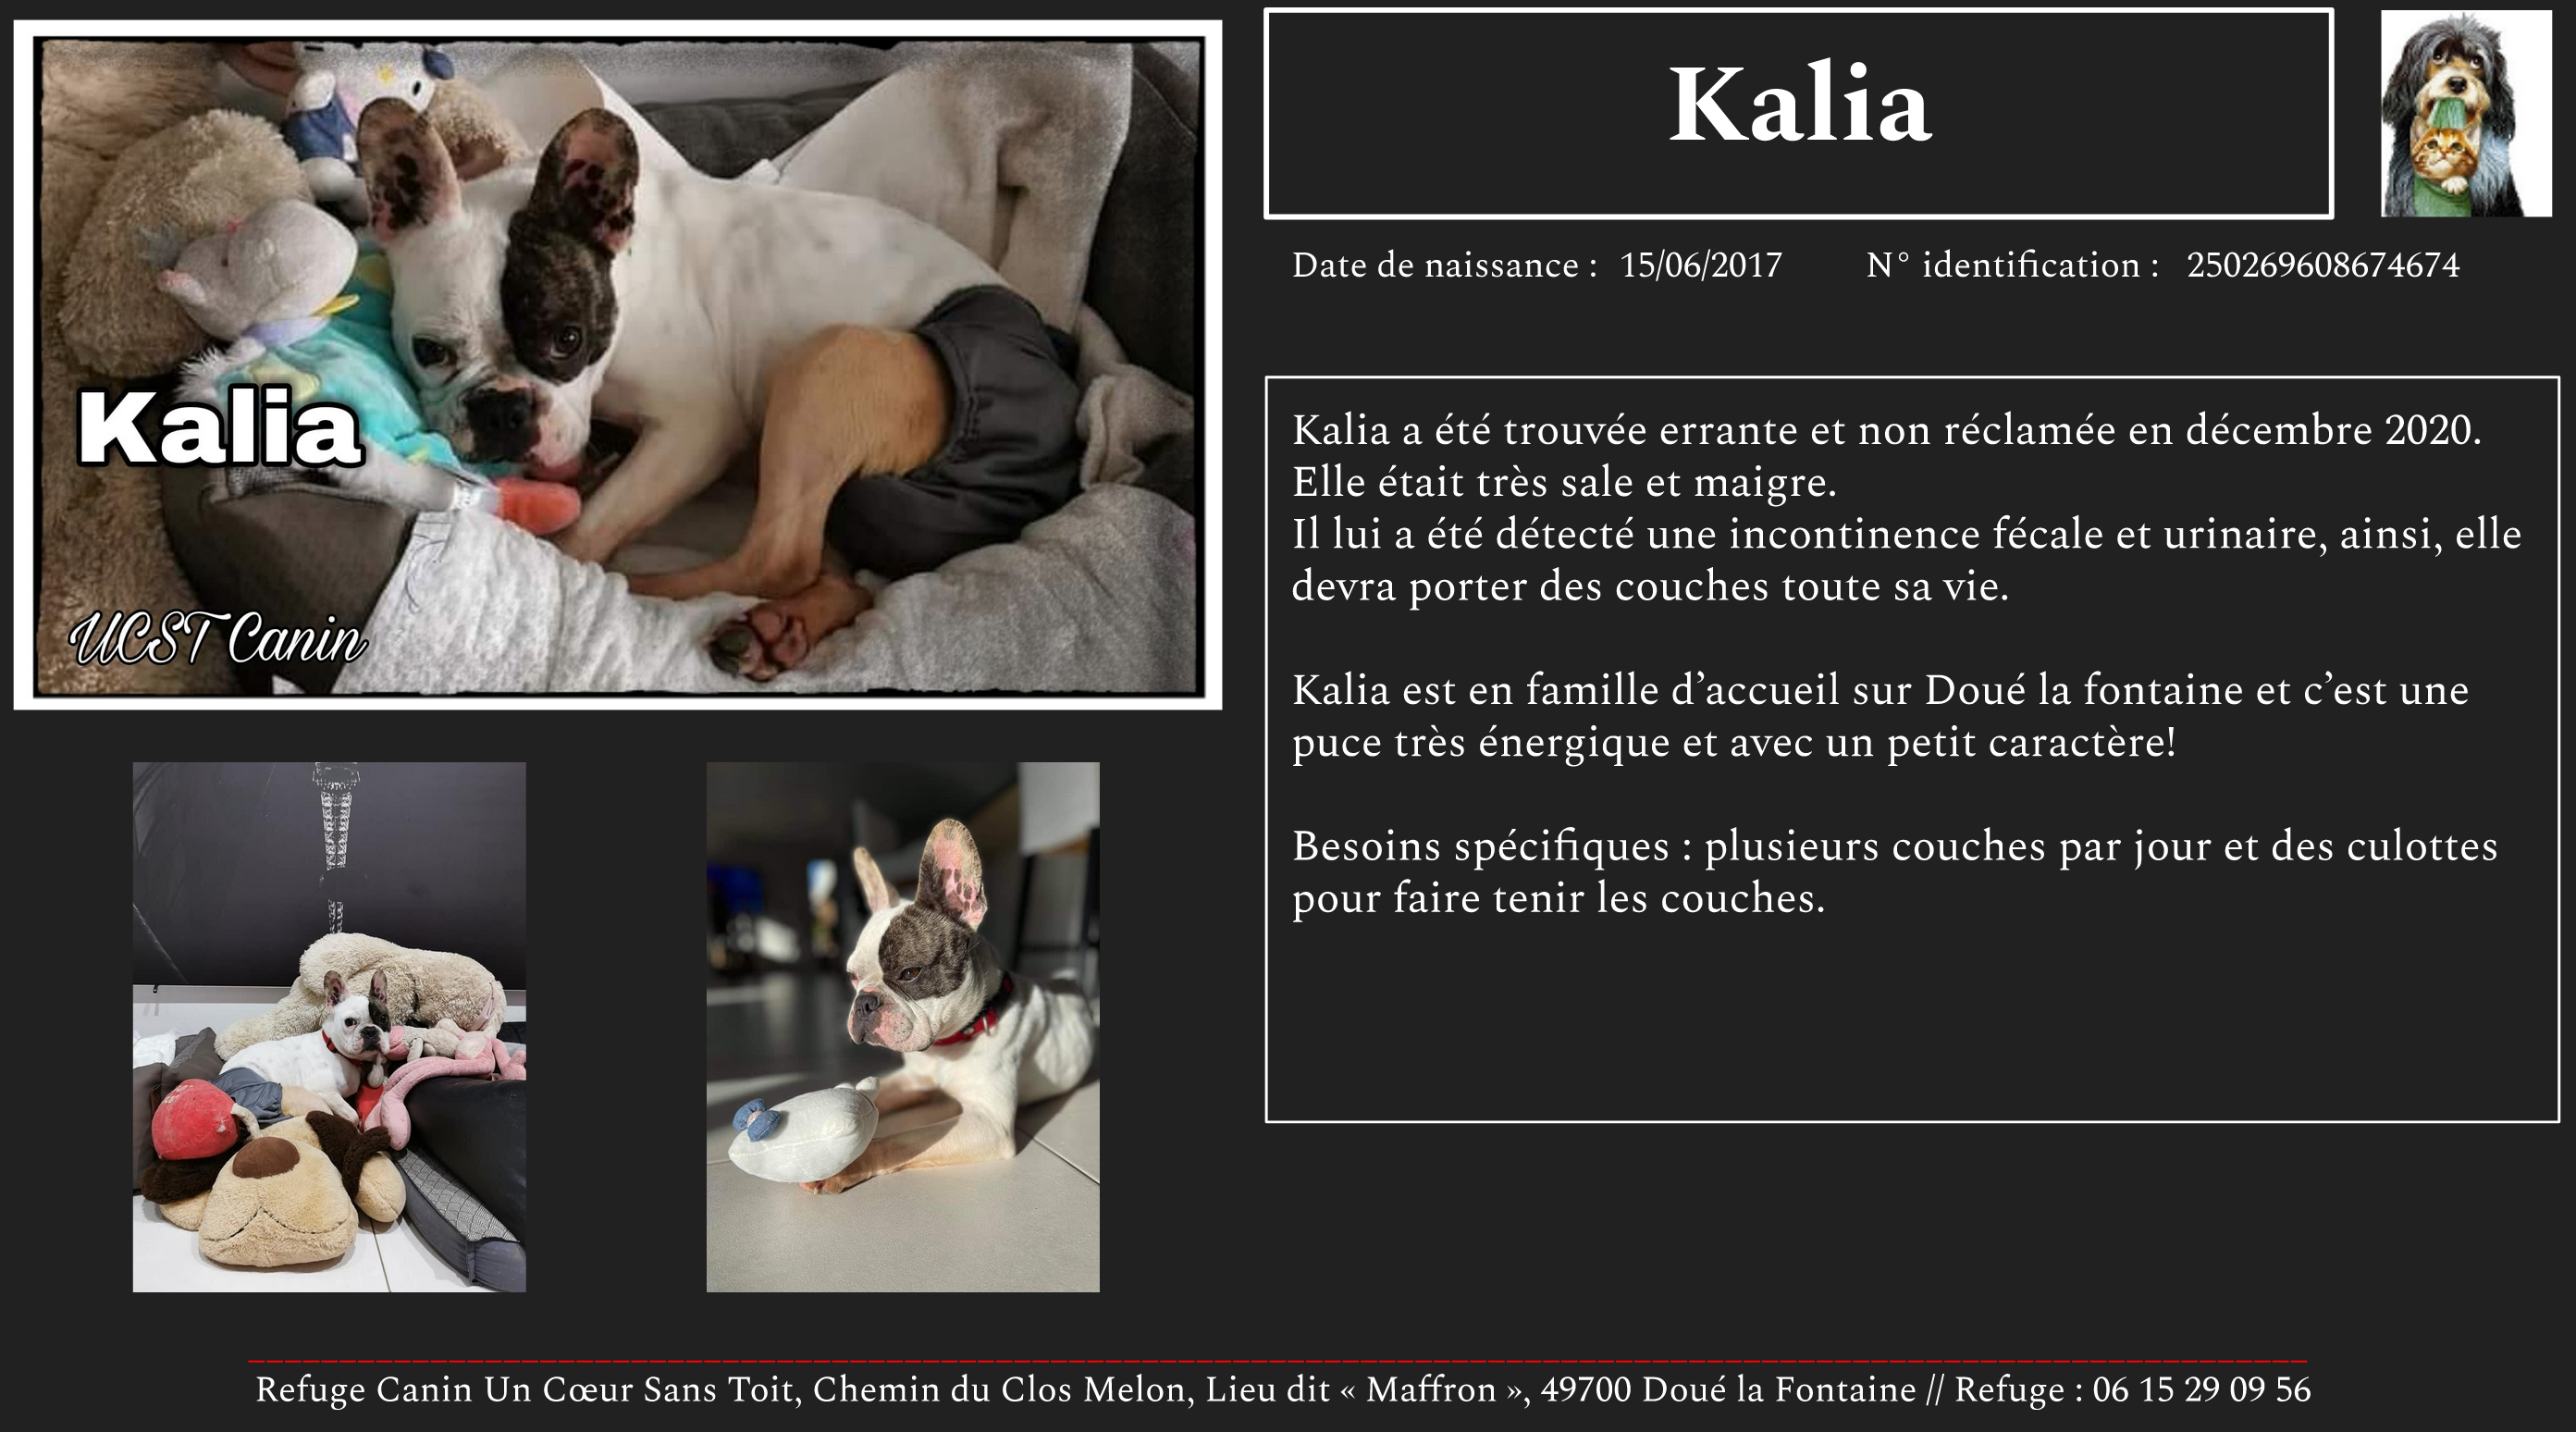 Kalia
UCST Canin
Kalia
Date de naissance : 15/06/2017 N° identification : 250269608674674
Kalia a été trouvée errante et non réclamée en décembre 2020.
Elle était très sale et maigre.
Il lui a été détecté une incontinence fécale et urinaire, ainsi, elle
devra porter des couches toute sa vie.
Kalia est en famille d’accueil sur Doué la fontaine et c’est une
puce très énergique et avec un petit caractère!
Besoins spécifiques : plusieurs couches par jour et des culottes
pour faire tenir les couches.
Refuge Canin Un Cœur Sans Toit, Chemin du Clos Melon, Lieu dit « Maffron », 49700 Doué la Fontaine // Refuge : 06 15 29 09 56